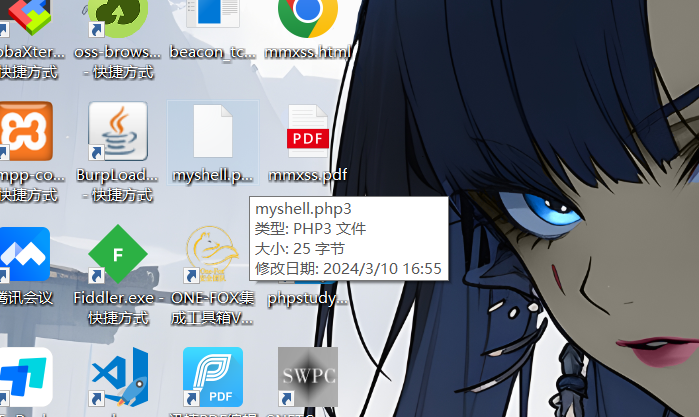 obaXter...
快捷方式
oss-brows...
- 快捷方式
beacon_tc...
mmxss.html
mpp-co...
快捷方式
BurpLoad...
- 快捷方式
myshell.p...
PDF
mmxss.pdf
myshell.php3
类型: PHP3 文件
大小: 25 字节
修改日期: 2024/3/10 16:55
腾讯会议
F
Fiddler.exe -
快捷方式
ONE-FOX集
成工具箱V...
phpstudy...
PDF
SWPC